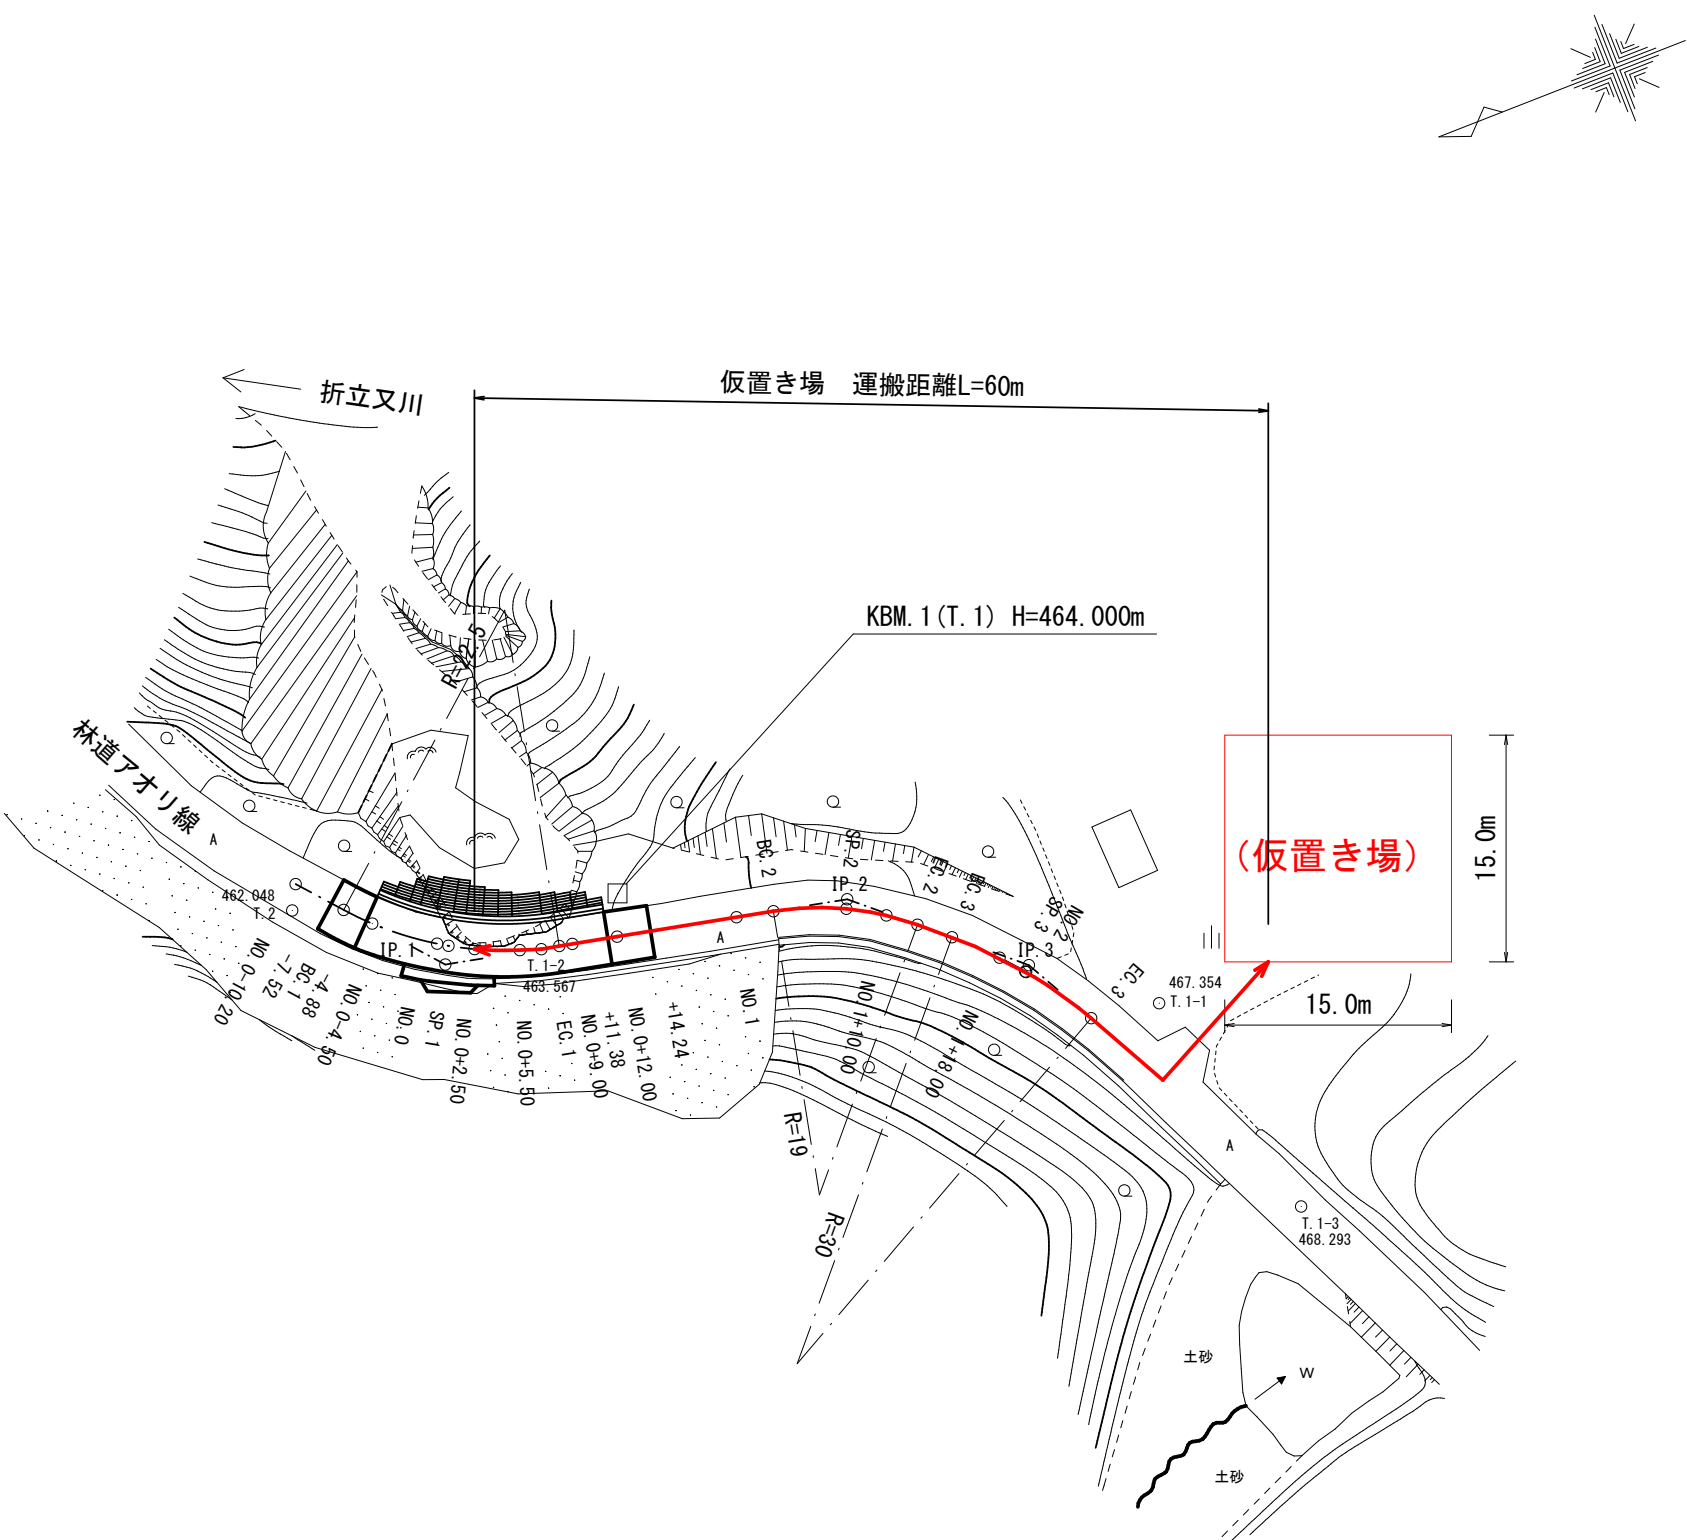 折立又川
仮置き場　運搬距離L=60m
KBM.1(T.1) H=464.000m
R=22.5
林道アオリ線
A
462.048
T.2
IP.1
T.1-2
463.567
A
BC.2
SP.2
IP.2
EC.2
BC.3
SP.3
NO.2
IP.3
EC.3
467.354
T.1-1
(仮置き場)
15.0m
15.0m
NO.0-10.20
-7.52
BC.1
-4.88
NO.0-4.50
NO.0
SP.1
NO.0+2.50
NO.0+5.50
EC.1
NO.0+9.00
+11.38
NO.0+12.00
+14.24
NO.1
NO.1+10.00
NO.1+18.00
R=19
R=30
A
T.1-3
468.293
土砂
W
土砂